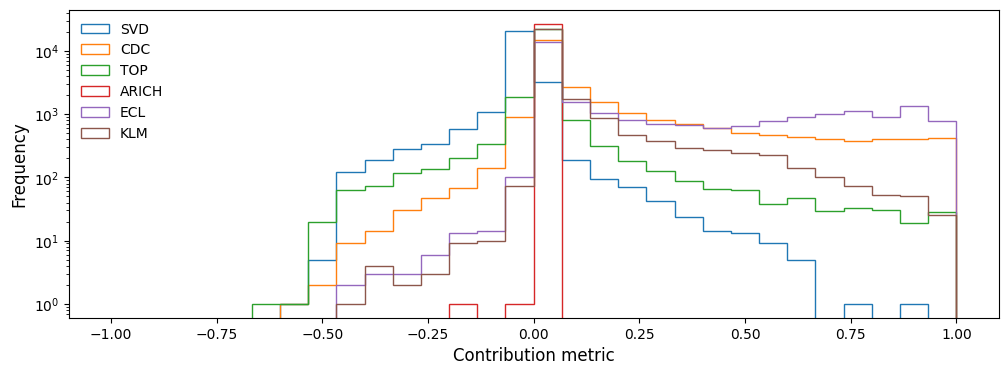 SVD
CDC
TOP
ARICH
ECL
KLM
Frequency
10⁴
10³
10²
10¹
10⁰
−1.00 −0.75 −0.50 −0.25 0.00 0.25 0.50 0.75 1.00
Contribution metric